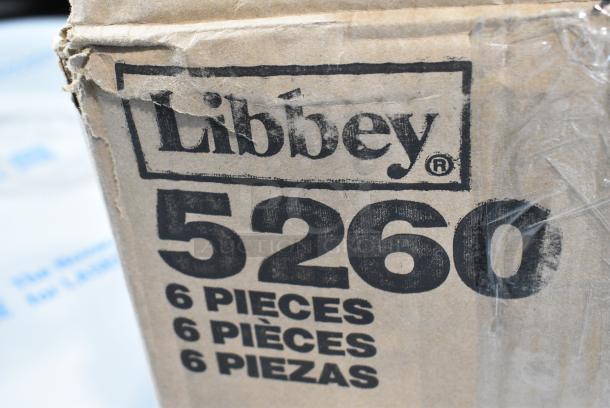 Libbey®
5260
6 PIECES
6 PIÈCES
6 PIEZAS